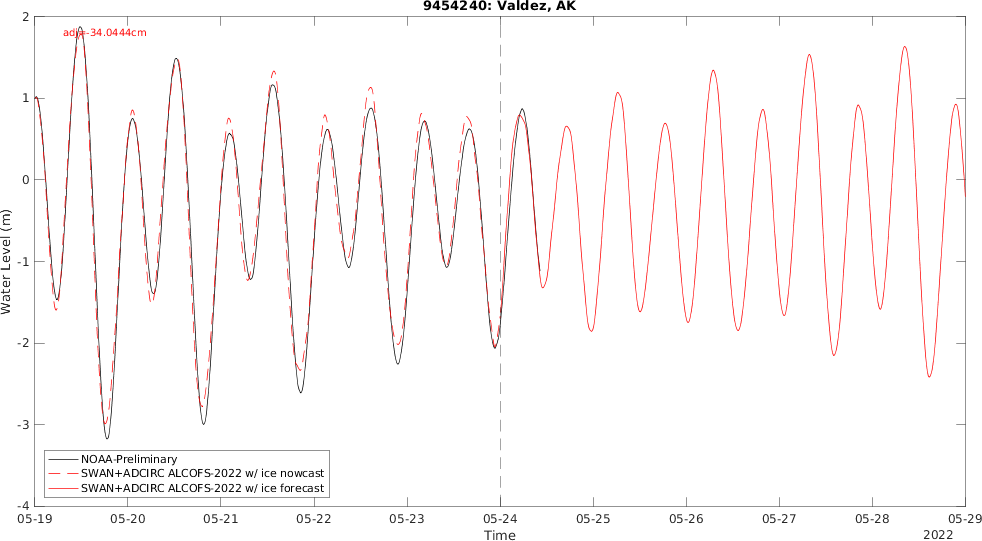 9454240: Valdez, AK
adj=-34.0444cm
2
1
0
-1
-2
-3
-4
Water Level (m)
NOAA-Preliminary
SWAN+ADCIRC ALCOFS-2022 w/ ice nowcast
SWAN+ADCIRC ALCOFS-2022 w/ ice forecast
05-19 05-20 05-21 05-22 05-23 05-24 05-25 05-26 05-27 05-28 05-29
Time
2022